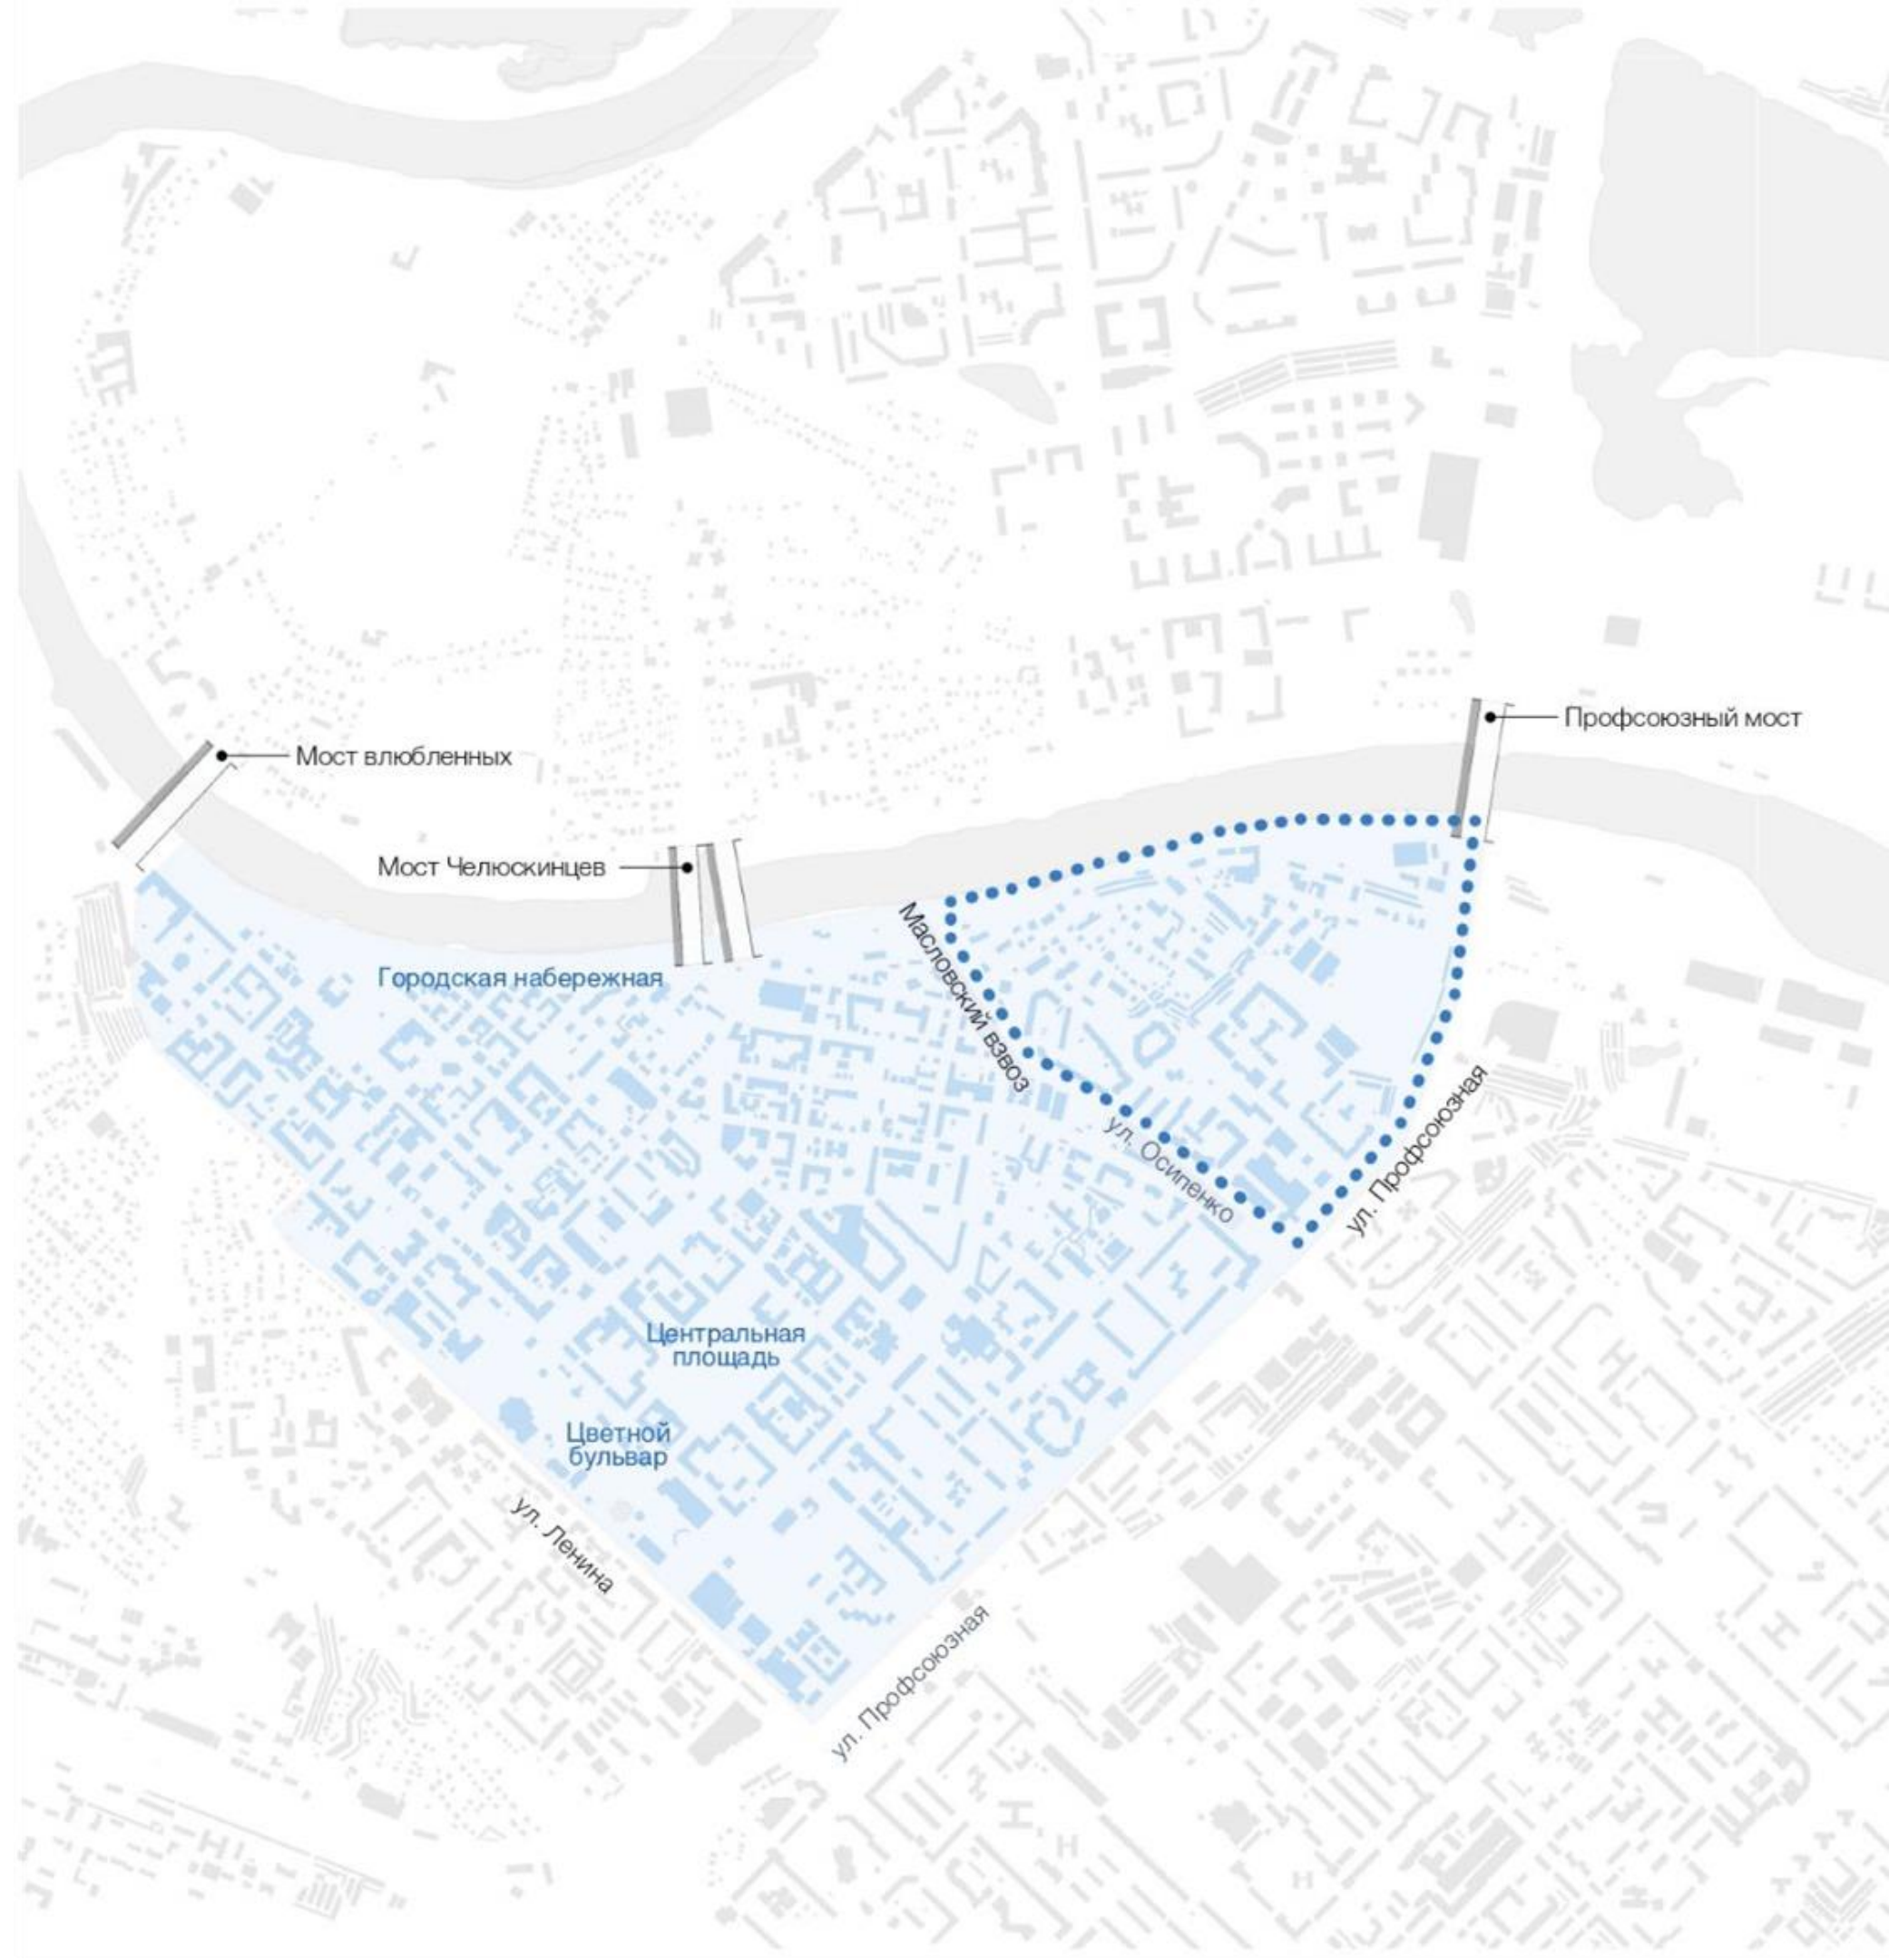 Профсоюзный мост
Мост влюбленных
Мост Челюскинцев
Масловский взвоз
Городская набережная
ул. Профсоюзная
ул. Осипенко
Центральная
площадь
Цветной
бульвар
ул. Ленина
ул. Профсоюзная